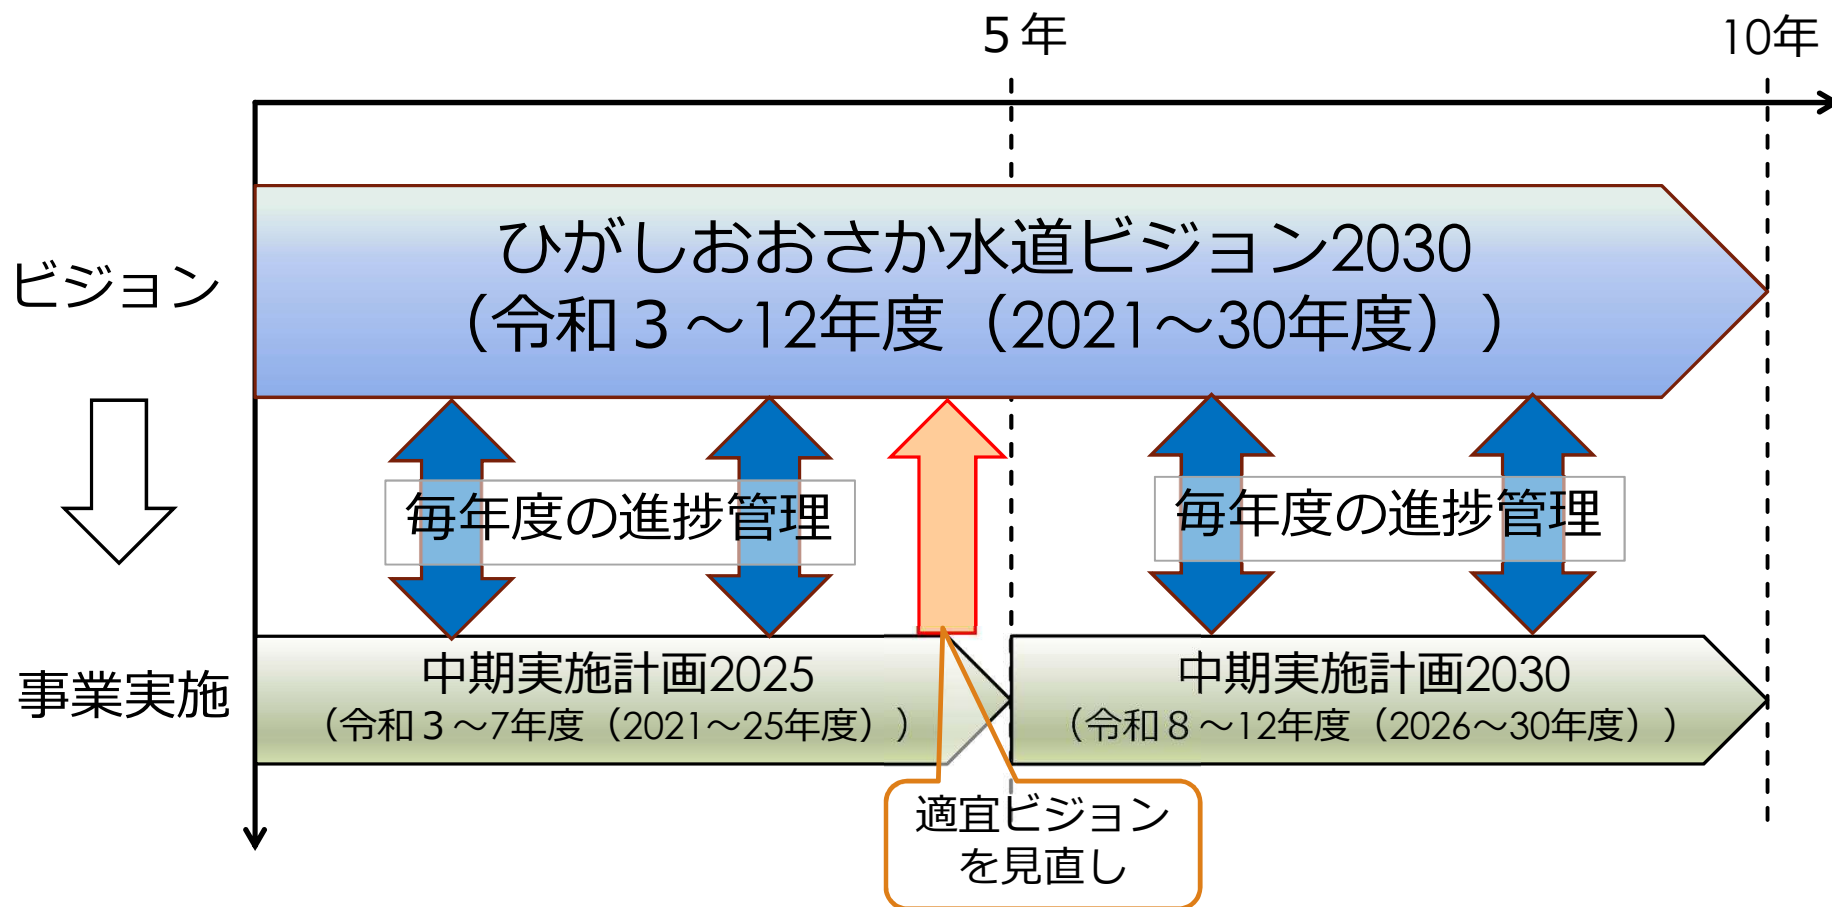 ５年
10年
ビジョン
ひがしおおさか水道ビジョン2030
（令和３～12年度（2021～30年度））
毎年度の進捗管理
毎年度の進捗管理
事業実施
中期実施計画2025
（令和３～7年度（2021～25年度））
中期実施計画2030
（令和８～12年度（2026～30年度））
適宜ビジョン
を見直し